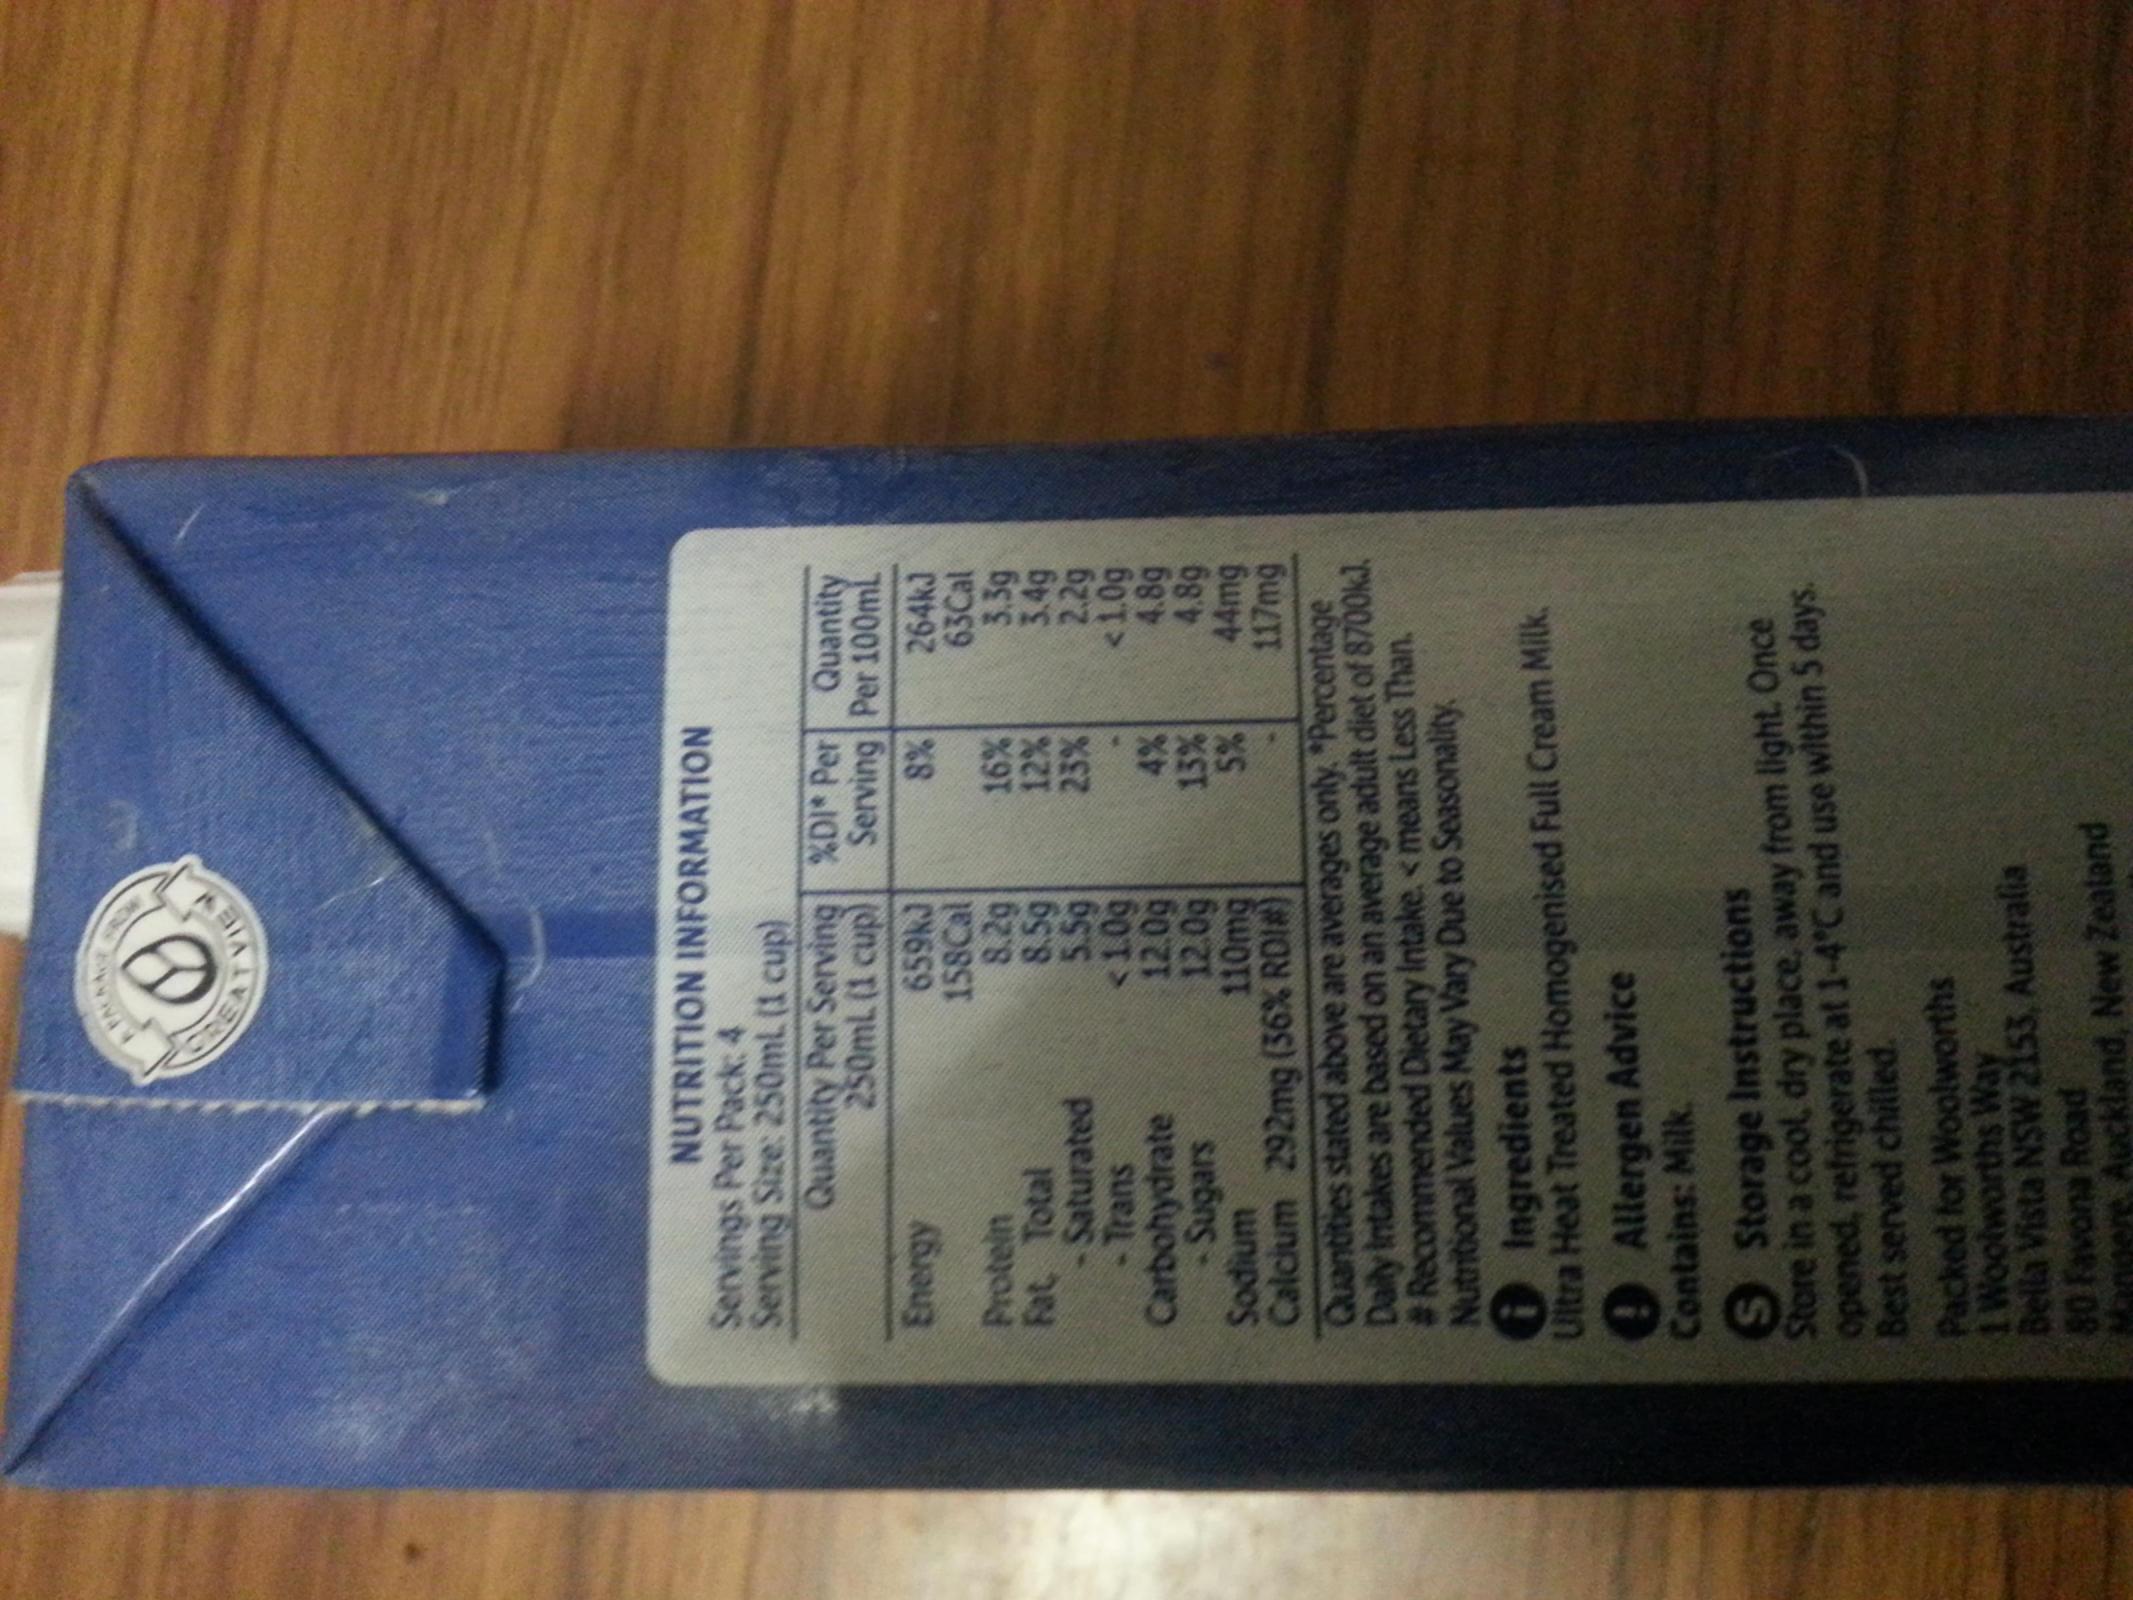 A PACKAGE FROM
GREAT VIEW
NUTRITION INFORMATION
Servings Per Pack: 4
Serving Size: 250mL (1 cup)
Quantity Per Serving %DI* Per Quantity
250mL (1 cup) Serving Per 100mL
Energy 659kJ 8% 264kJ
158Cal 63Cal
Protein 8.2g 16% 3.3g
Fat, Total 8.5g 12% 3.4g
- Saturated 5.5g 23% 2.2g
- Trans < 1.0g - < 1.0g
Carbohydrate 12.0g 4% 4.8g
- Sugars 12.0g 13% 4.8g
Sodium 110mg 5% 44mg
Calcium 292mg (36% RDI#) - 117mg
Quantities stated above are averages only. *Percentage
Daily Intakes are based on an average adult diet of 8700kJ.
# Recommended Dietary Intake. < means Less Than.
Nutritional Values May Vary Due to Seasonality.
i Ingredients
Ultra Heat Treated Homogenised Full Cream Milk.
! Allergen Advice
Contains: Milk.
S Storage Instructions
Store in a cool, dry place, away from light. Once
opened, refrigerate at 1-4°C and use within 5 days.
Best served chilled.
Packed for Woolworths
1 Woolworths Way
Bella Vista NSW 2153, Australia
80 Favona Road
Mangere, Auckland, New Zealand